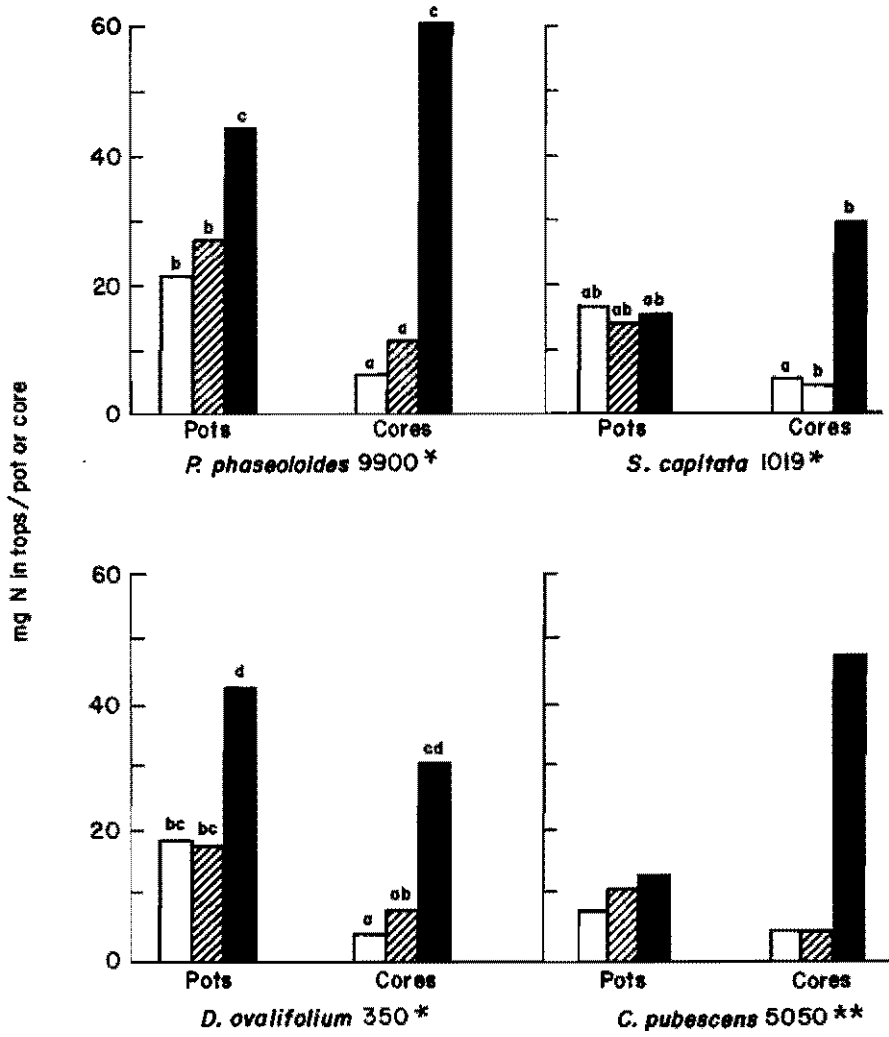 mg N in tops / pot or core
60
40
20
0
b
b
c
a
a
c
Pots
Cores
P. phaseoloides 9900*
ab
ab
ab
a
b
b
Pots
Cores
S. capitata 1019*
60
40
20
0
bc
bc
d
a
ab
cd
Pots
Cores
D. ovalifolium 350*
Pots
Cores
C. pubescens 5050**